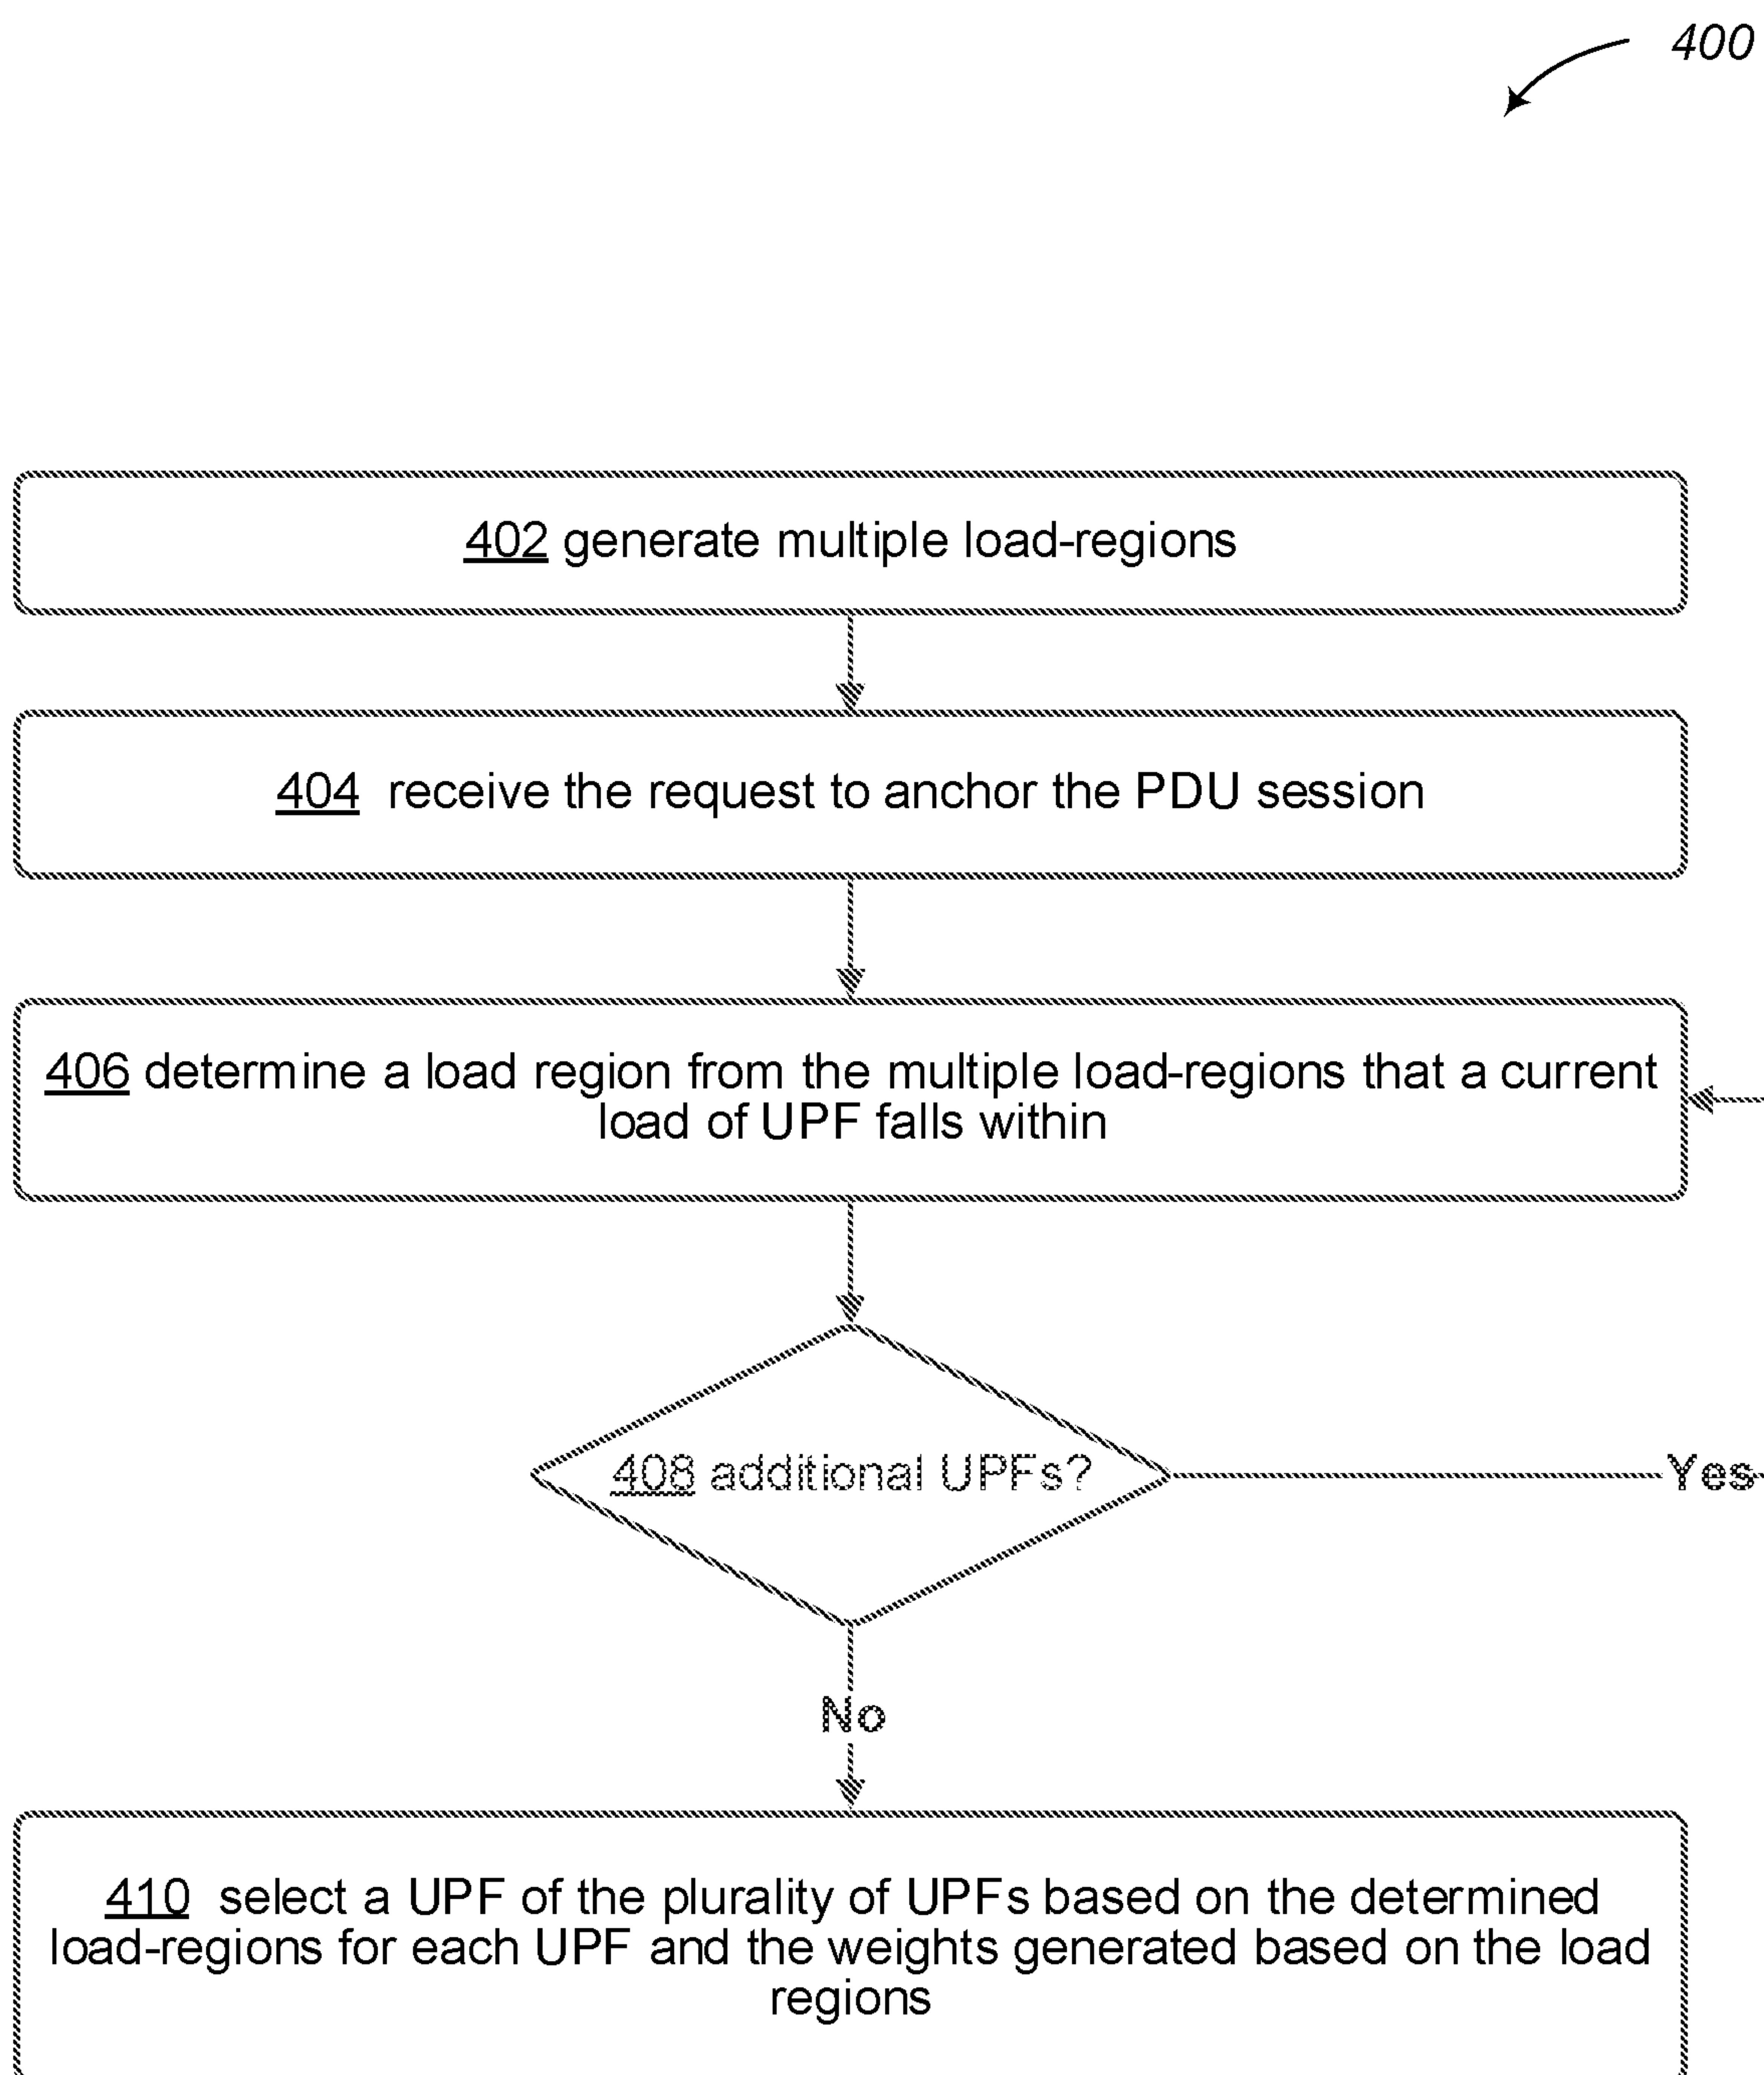 400
402 generate multiple load-regions
404 receive the request to anchor the PDU session
406 determine a load region from the multiple load-regions that a current
load of UPF falls within
408 additional UPFs?
Yes
No
410 select a UPF of the plurality of UPFs based on the determined
load-regions for each UPF and the weights generated based on the load
regions